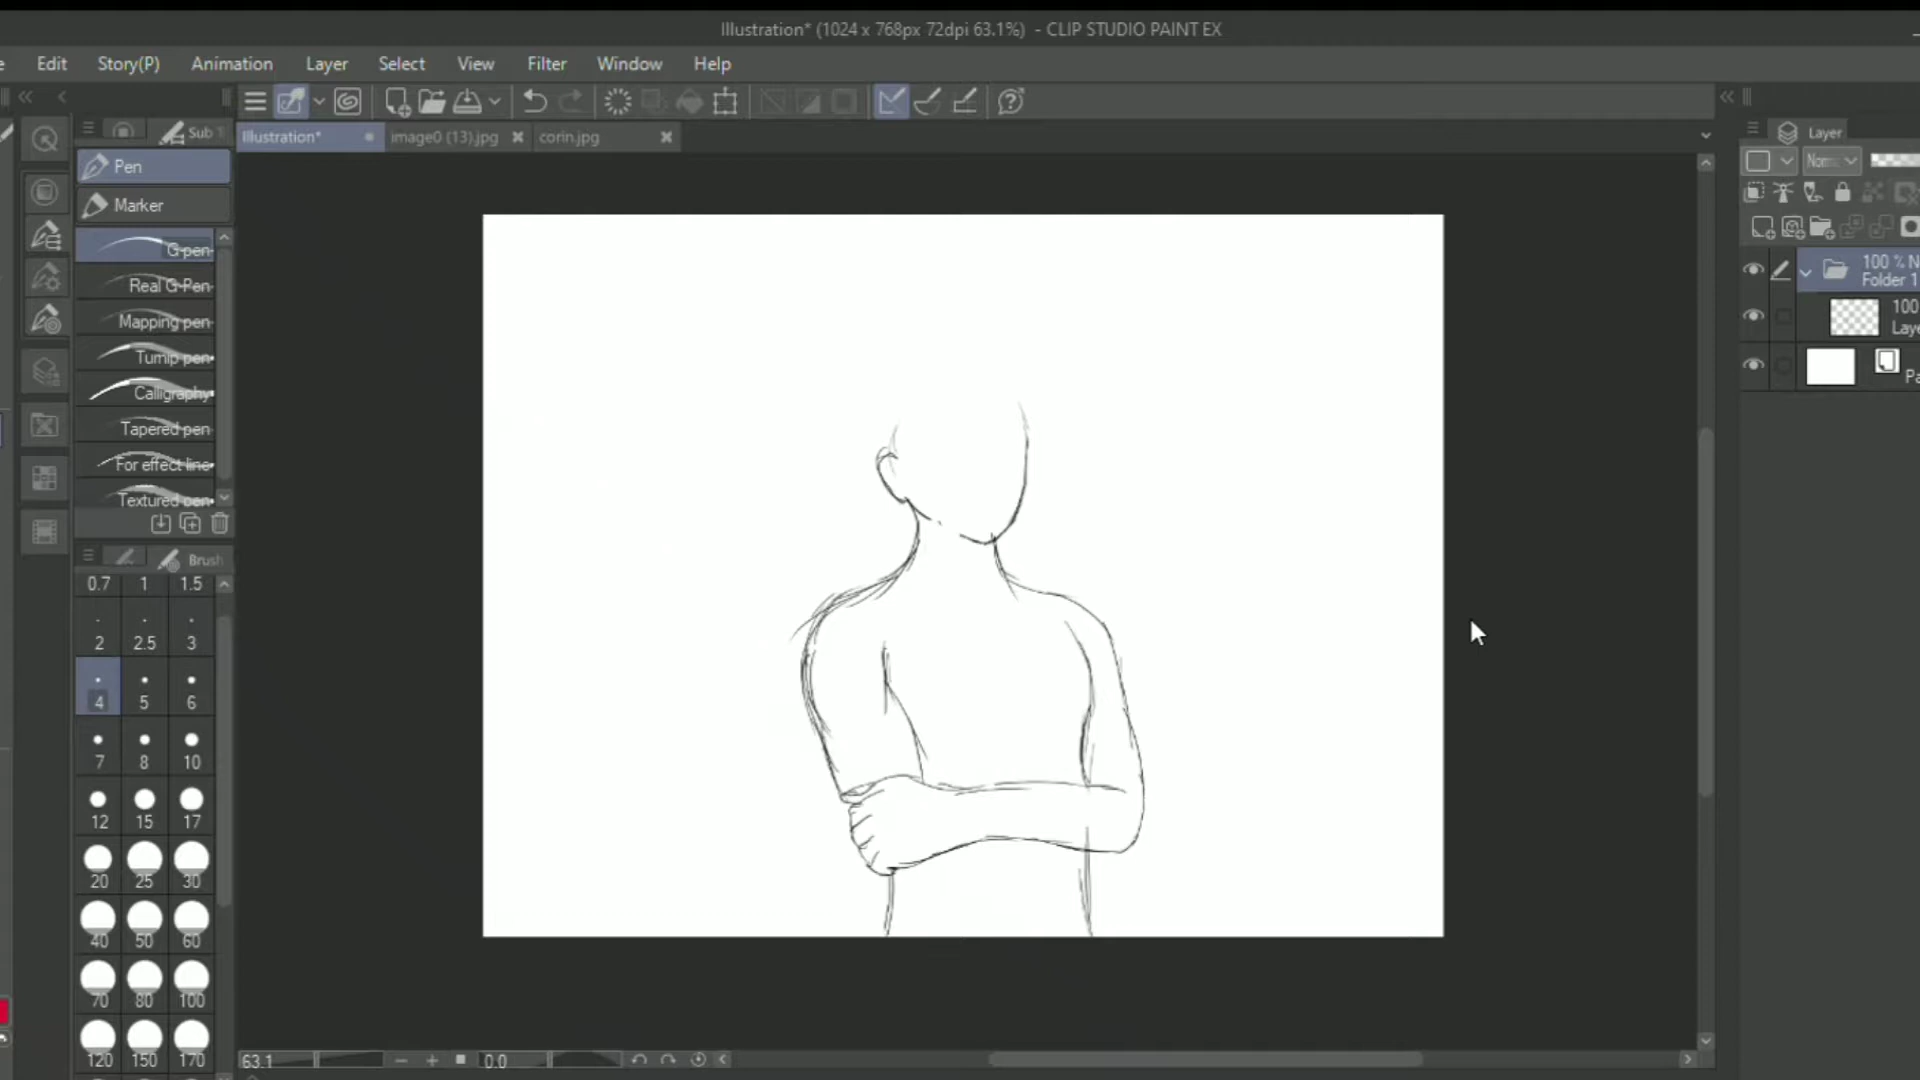 Illustration* (1024 x 768px 72dpi 63.1%) - CLIP STUDIO PAINT EX
Edit Story(P) Animation Layer Select View Filter Window Help
Sub
Illustration* image0 (13).jpg corin.jpg
Layer
Pen
Marker
G-pen
Real G-Pen
Mapping pen
Turnip pen
Calligraphy
Tapered pen
For effect line
Textured pen
Brush
0.7 1 1.5
2 2.5 3
4 5 6
7 8 10
12 15 17
20 25 30
40 50 60
70 80 100
120 150 170
100 % N
Folder 1
100
Laye
Pa
63.1 0.0